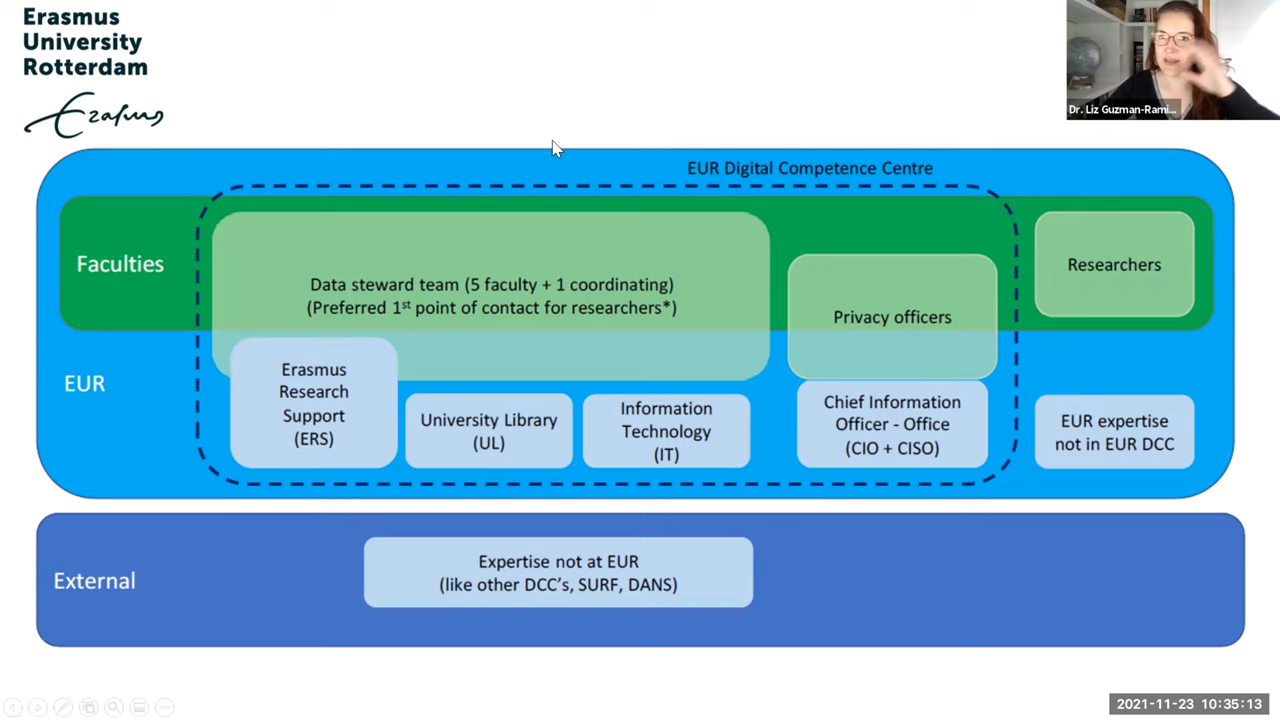 Erasmus
University
Rotterdam
Erasmus
Dr. Liz Guzman-Rami...
EUR Digital Competence Centre
Faculties
Data steward team (5 faculty + 1 coordinating)
(Preferred 1st point of contact for researchers*)
Privacy officers
Researchers
EUR
Erasmus
Research
Support
(ERS)
University Library
(UL)
Information
Technology
(IT)
Chief Information
Officer - Office
(CIO + CISO)
EUR expertise
not in EUR DCC
External
Expertise not at EUR
(like other DCC's, SURF, DANS)
2021-11-23 10:35:13